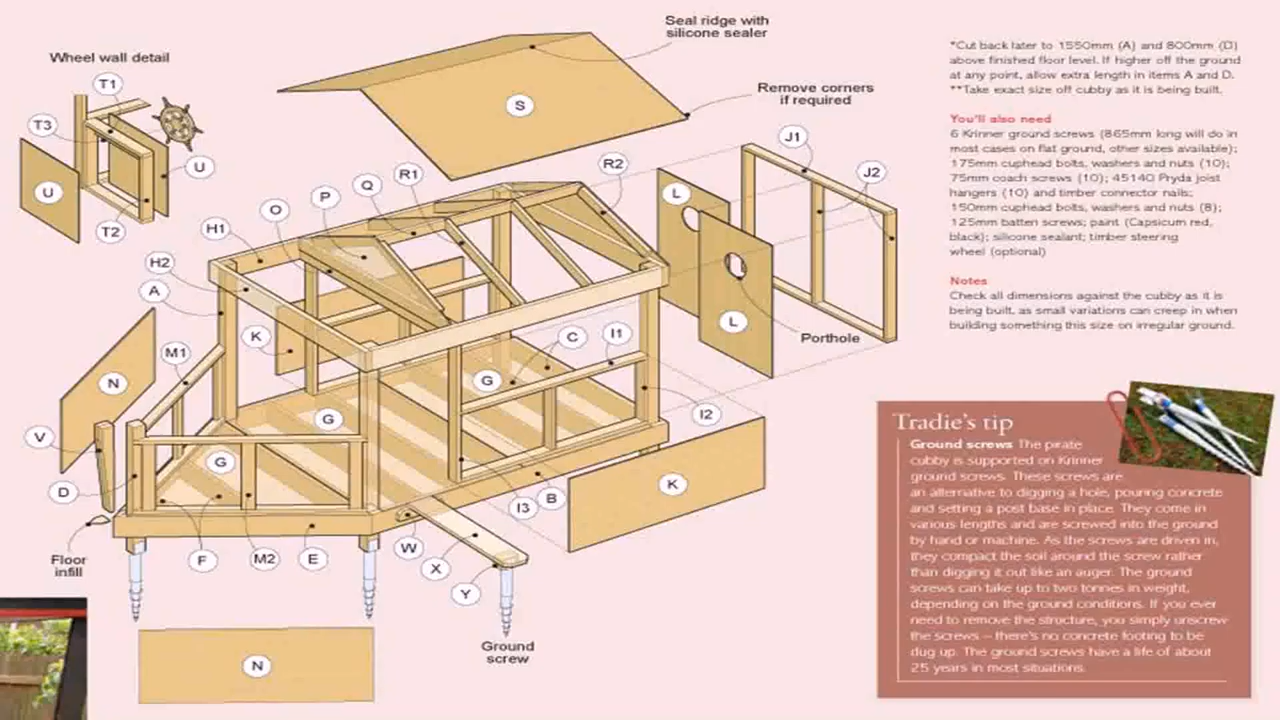 Seal ridge with
silicone sealer
Wheel wall detail
T1
T3
U
U
T2
S
Remove corners
if required
J1
J2
R2
R1
Q
P
O
H1
H2
A
L
L
Porthole
K
C
I1
G
G
G
I2
M1
N
V
D
K
B
I3
Floor
infill
F
M2
E
W
X
Y
Ground
screw
N
*Cut back later to 1550mm (A) and 800mm (D)
above finished floor level. If higher off the ground
at any point, allow extra length in items A and D.
**Take exact size off cubby as it is being built.
You'll also need
6 Krinner ground screws (865mm long will do in
most cases on flat ground, other sizes available);
175mm cuphead bolts, washers and nuts (10);
75mm coach screws (10); 45140 Pryda joist
hangers (10) and timber connector nails;
150mm cuphead bolts, washers and nuts (8);
125mm batten screws; paint (Capsicum red,
black); silicone sealant; timber steering
wheel (optional)
Notes
Check all dimensions against the cubby as it is
being built, as small variations can creep in when
building something this size on irregular ground.
Tradie's tip
Ground screws The pirate
cubby is supported on Krinner
ground screws. These screws are
an alternative to digging a hole, pouring concrete
and setting a post base in place. They come in
various lengths and are screwed into the ground
by hand or machine. As the screws are driven in,
they compact the soil around the screw rather
than digging it out like an auger. The ground
screws can take up to two tonnes in weight,
depending on the ground conditions. If you ever
need to remove the structure, you simply unscrew
the screws – there's no concrete footing to be
dug up. The ground screws have a life of about
25 years in most situations.